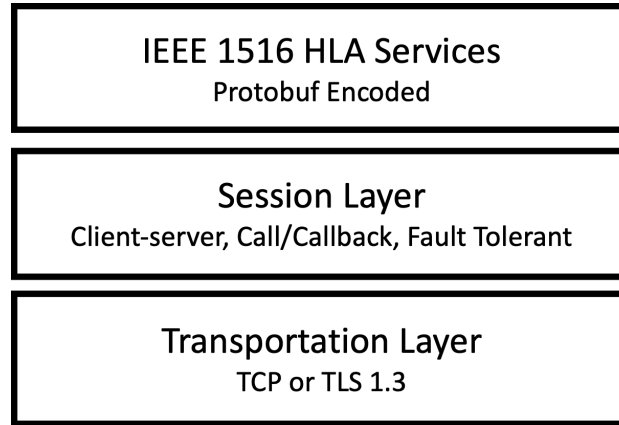 IEEE 1516 HLA Services
Protobuf Encoded
Session Layer
Client-server, Call/Callback, Fault Tolerant
Transportation Layer
TCP or TLS 1.3